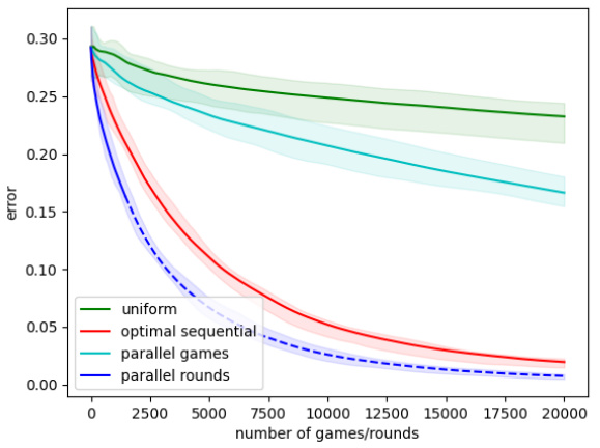 0.30
0.25
0.20
0.15
0.10
0.05
0.00
error
uniform
optimal sequential
parallel games
parallel rounds
0 2500 5000 7500 10000 12500 15000 17500 20000
number of games/rounds